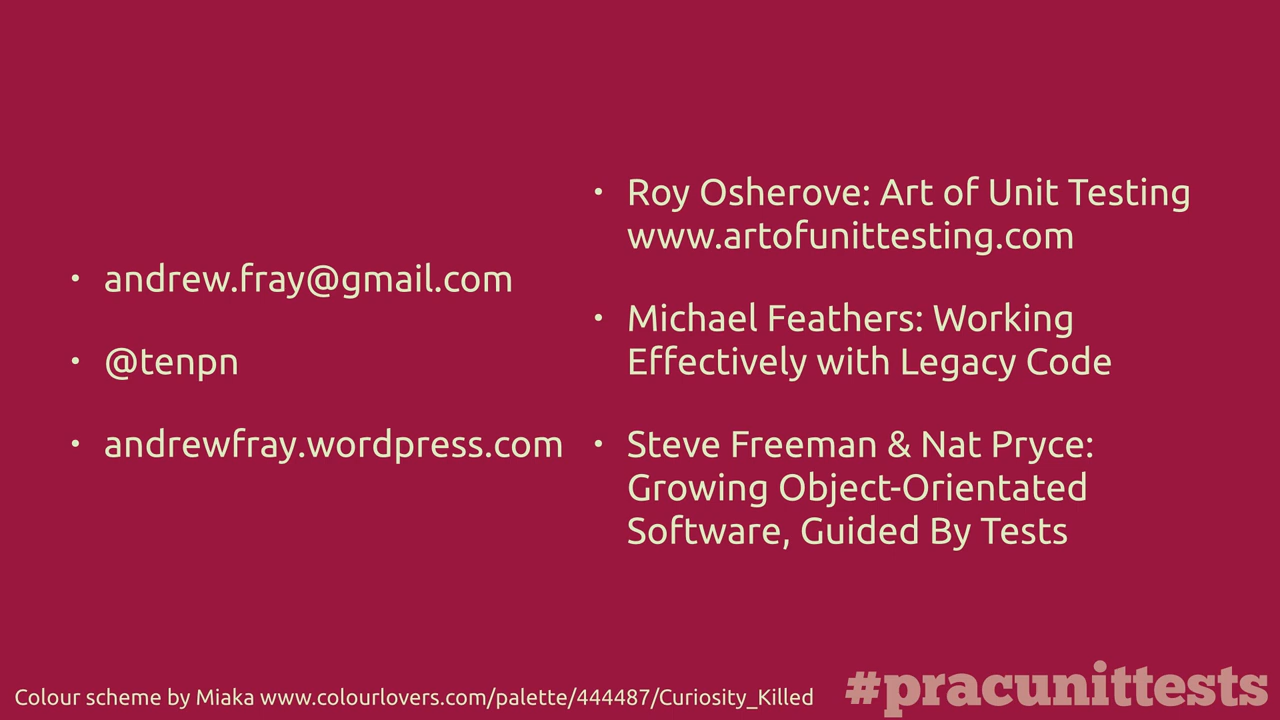 • andrew.fray@gmail.com
• @tenpn
• andrewfray.wordpress.com
• Roy Osherove: Art of Unit Testing
www.artofunittesting.com
• Michael Feathers: Working
Effectively with Legacy Code
• Steve Freeman & Nat Pryce:
Growing Object-Orientated
Software, Guided By Tests
Colour scheme by Miaka www.colourlovers.com/palette/444487/Curiosity_Killed
#pracunittests